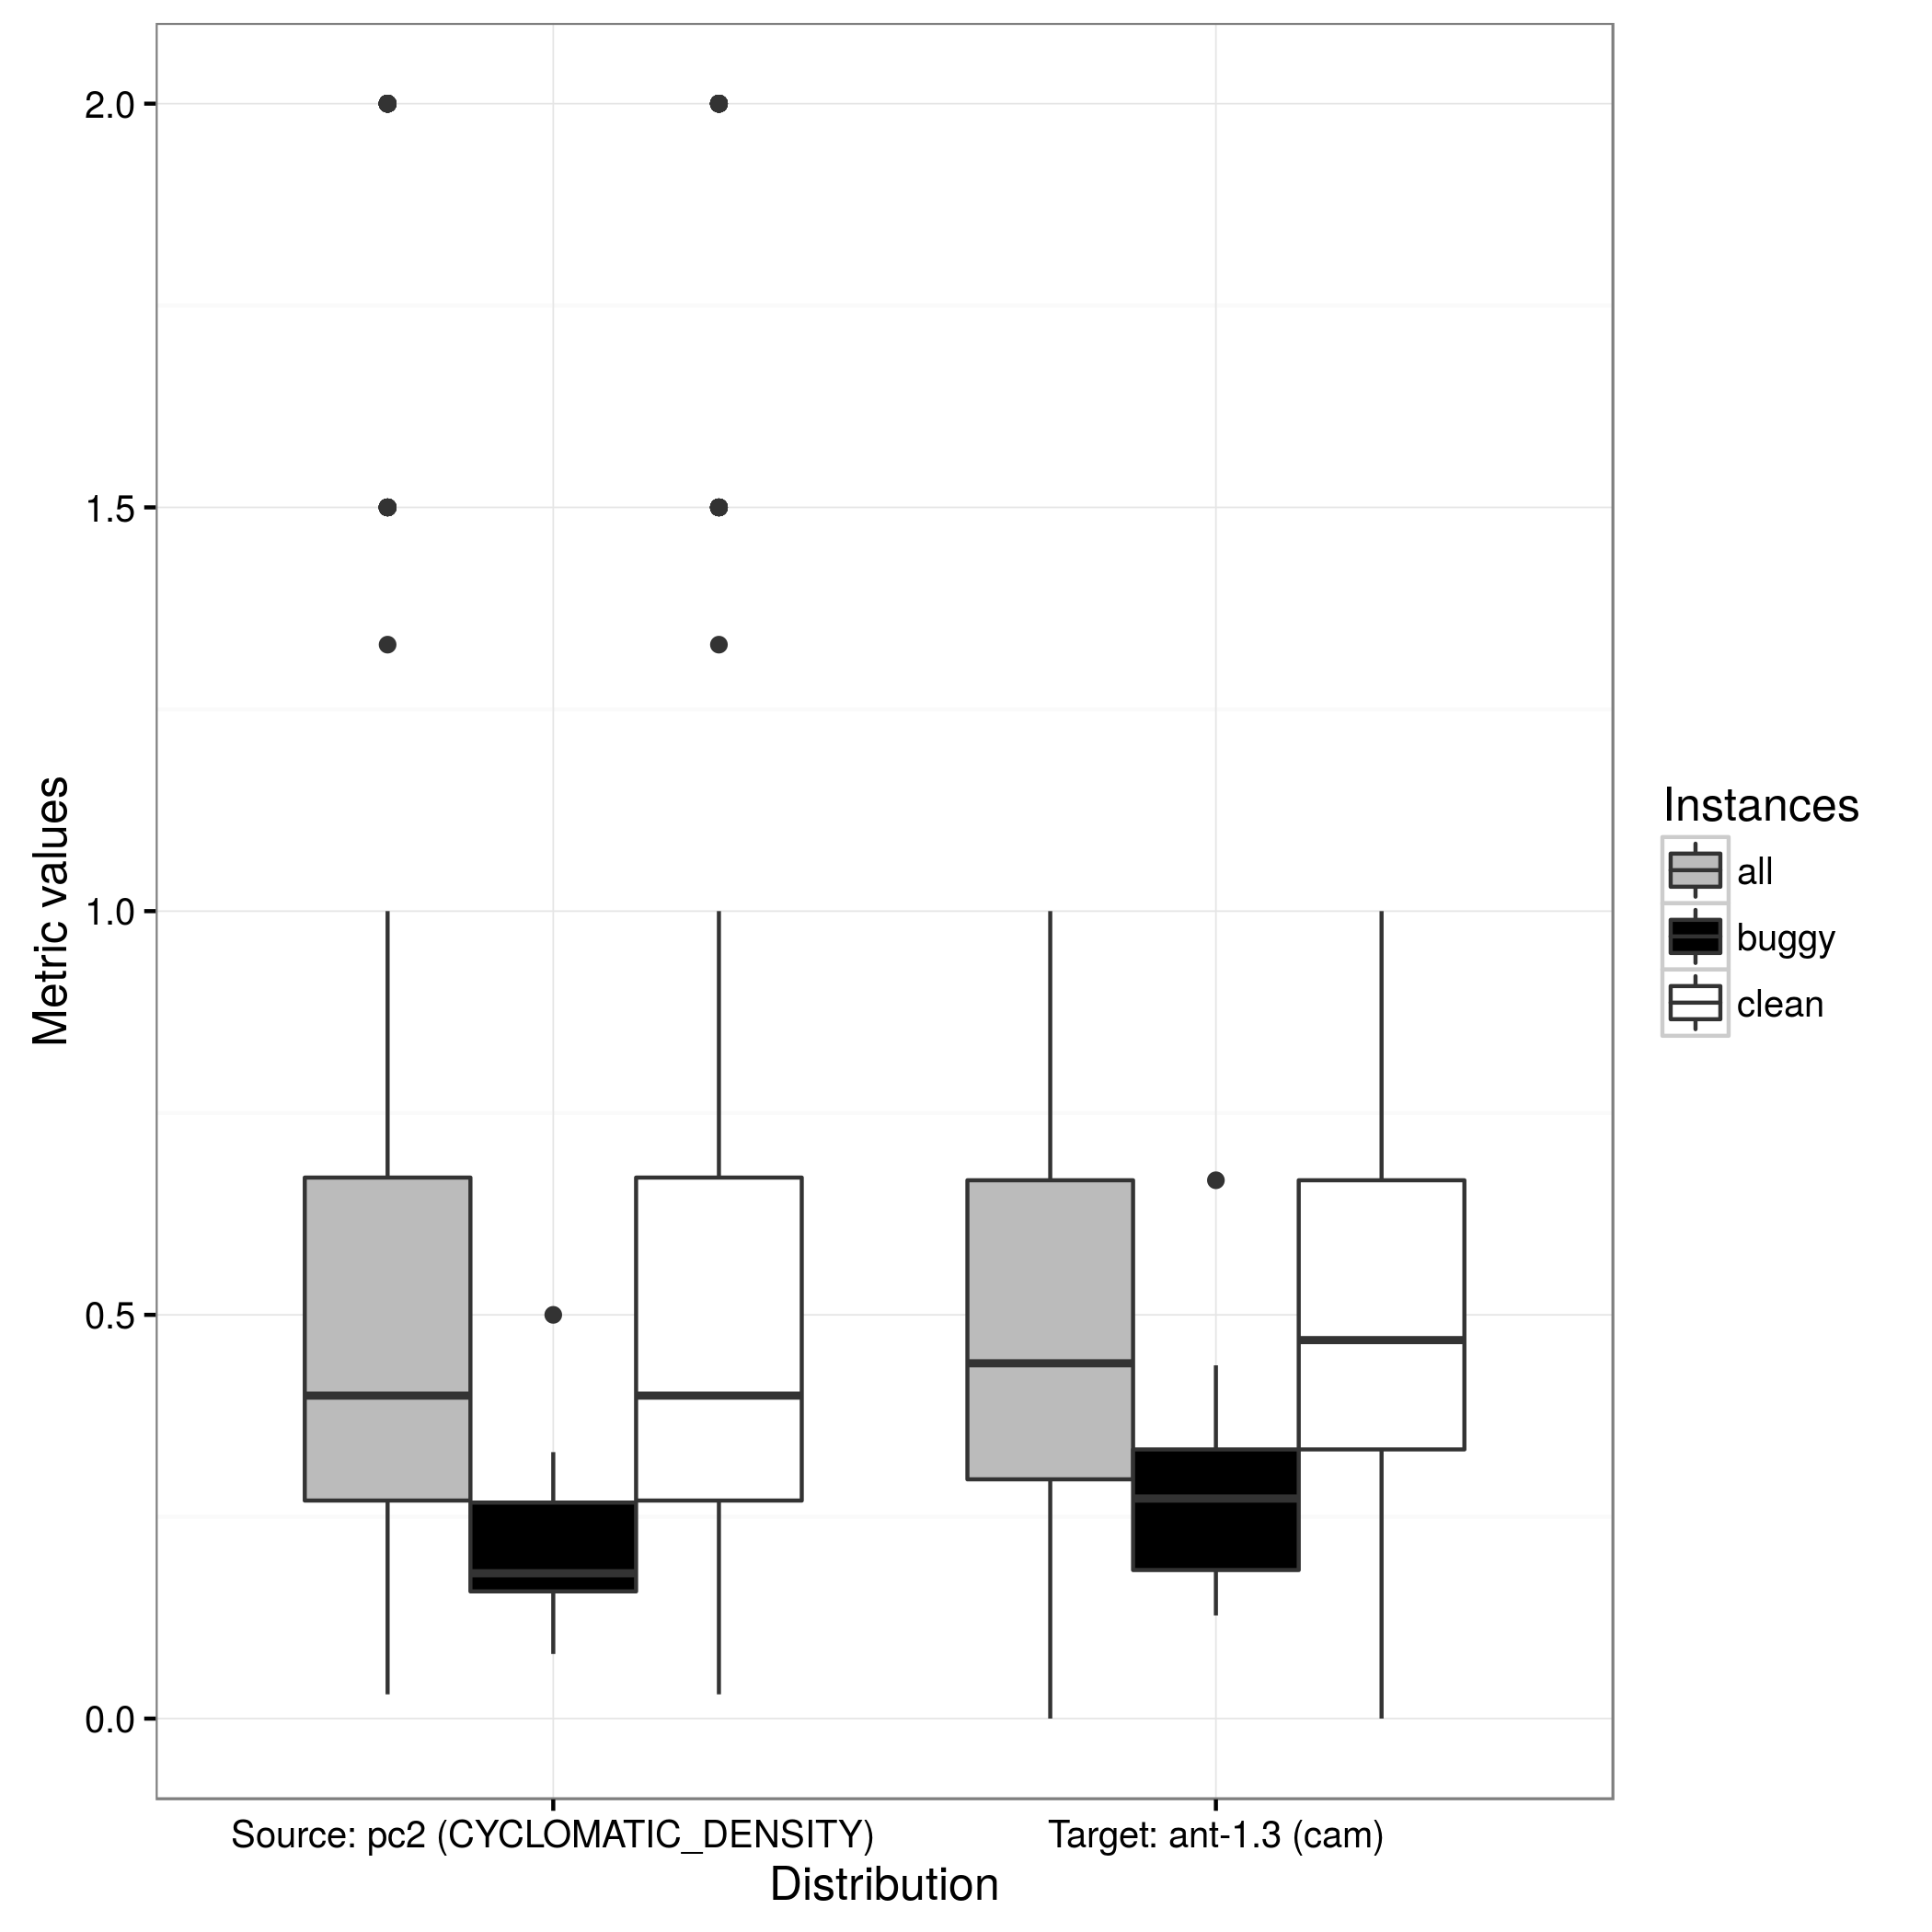 Metric values
2.0
1.5
1.0
0.5
0.0
Source: pc2 (CYCLOMATIC_DENSITY)
Target: ant-1.3 (cam)
Distribution
Instances
all
buggy
clean